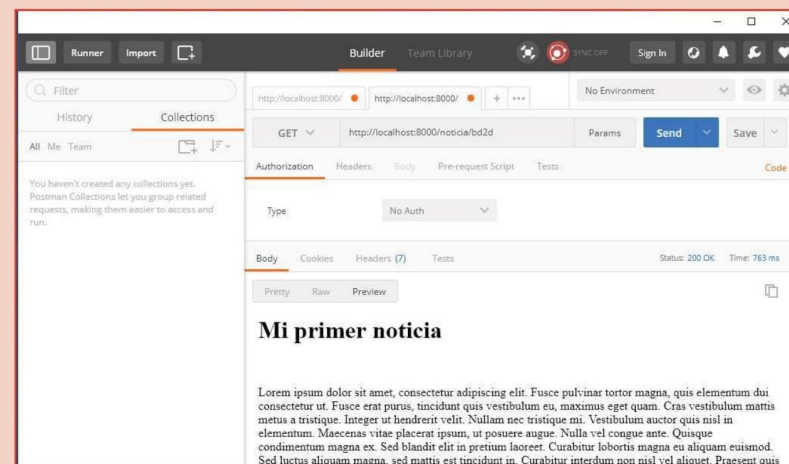 Runner
Import
Builder
Team Library
SYNC OFF
Sign In
Filter
History
Collections
All Me Team
You haven't created any collections yet.
Postman Collections let you group related
requests, making them easier to access and
run.
http://localhost:8000/
http://localhost:8000/
+
No Environment
GET
http://localhost:8000/noticia/bd2d
Params
Send
Save
Authorization
Headers
Body
Pre-request Script
Tests
Code
Type
No Auth
Body
Cookies
Headers (7)
Tests
Status: 200 OK
Time: 763 ms
Pretty
Raw
Preview
Mi primer noticia
Lorem ipsum dolor sit amet, consectetur adipiscing elit. Fusce pulvinar tortor magna, quis elementum dui
consectetur ut. Fusce erat purus, tincidunt quis vestibulum eu, maximus eget quam. Cras vestibulum mattis
metus a tristique. Integer ut hendrerit velit. Nullam nec tristique mi. Vestibulum auctor quis nisl in
elementum. Maecenas vitae placerat ipsum, ut posuere augue. Nulla vel congue ante. Quisque
condimentum magna ex. Sed blandit elit in pretium laoreet. Curabitur lobortis magna eu aliquam euismod.
Sed luctus aliquam magna, sed mattis est tincidunt in. Curabitur interdum non nisl vel aliquet. Praesent quis